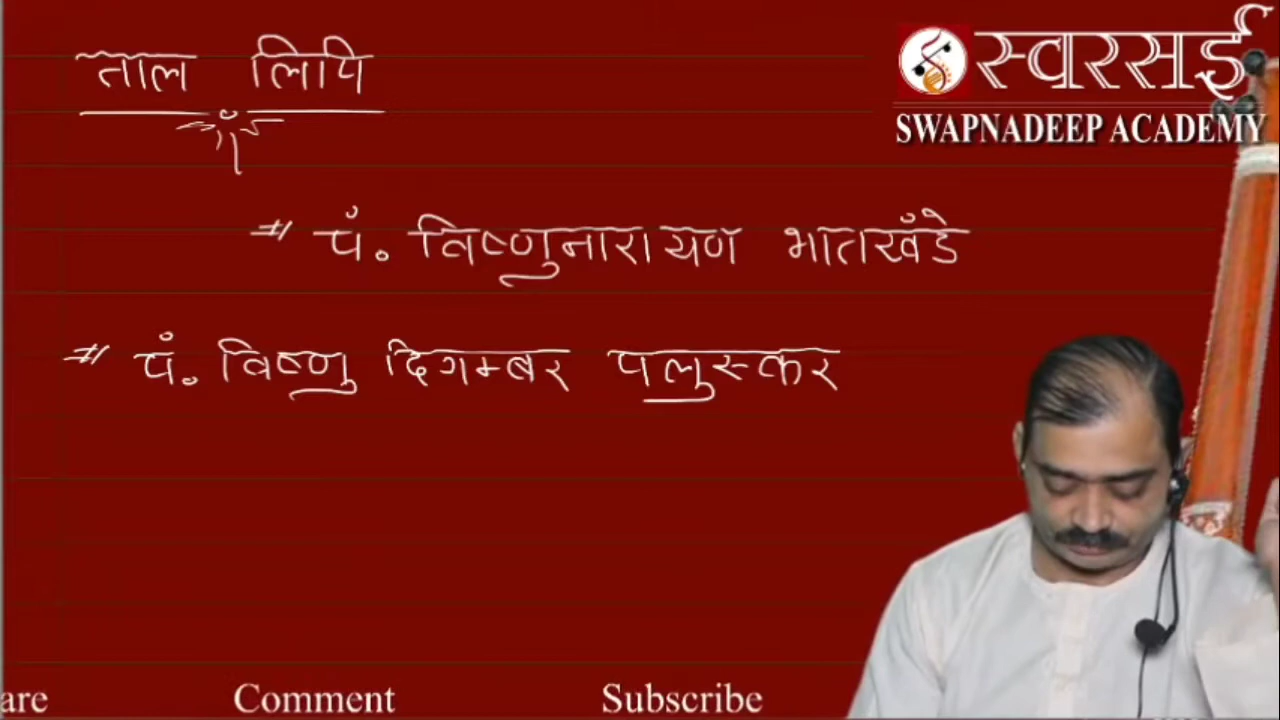 ताल लिपि
स्वरसई
SWAPNADEEP ACADEMY
# पं. विष्णुनारायण भातखँडे
# पं. विष्णु दिगम्बर पलुस्कर
are Comment Subscribe